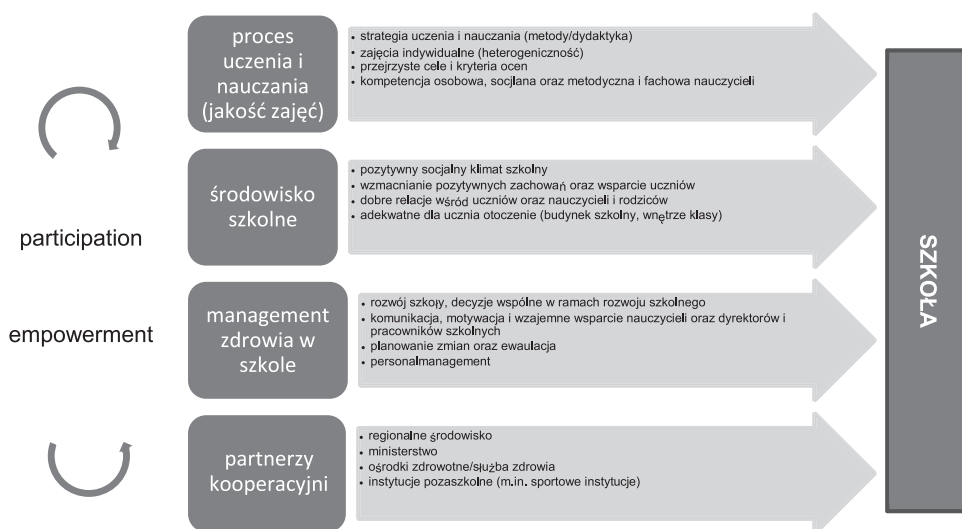 proces
uczenia i
nauczania
(jakość zajęć)
• strategia uczenia i nauczania (metody/dydaktyka)
• zajęcia indywidualne (heterogeniczność)
• przejrzyste cele i kryteria ocen
• kompetencja osobowa, socjlana oraz metodyczna i fachowa nauczycieli
środowisko
szkolne
• pozytywny socjalny klimat szkolny
• wzmacnianie pozytywnych zachowań oraz wsparcie uczniów
• dobre relacje wśród uczniów oraz nauczycieli i rodziców
• adekwatne dla ucznia otoczenie (budynek szkolny, wnętrze klasy)
participation
empowerment
management
zdrowia w
szkole
• rozwój szkoły, decyzje wspólne w ramach rozwoju szkolnego
• komunikacja, motywacja i wzajemne wsparcie nauczycieli oraz dyrektorów i
pracowników szkolnych
• planowanie zmian oraz ewaulacja
• personalmanagement
partnerzy
kooperacyjni
• regionalne środowisko
• ministerstwo
• ośrodki zdrowotne/służba zdrowia
• instytucje pozaszkolne (m.in. sportowe instytucje)
SZKOŁA